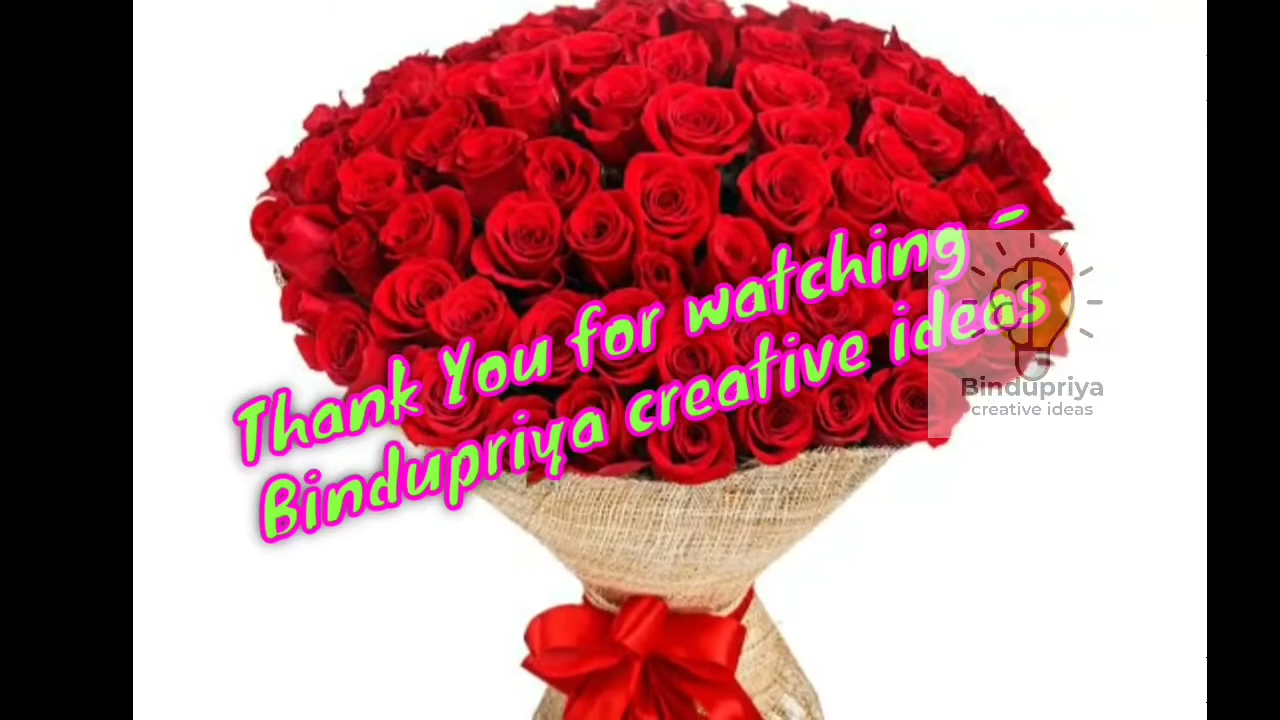 Thank You for watching -
Bindupriya creative ideas
Bindupriya
creative ideas